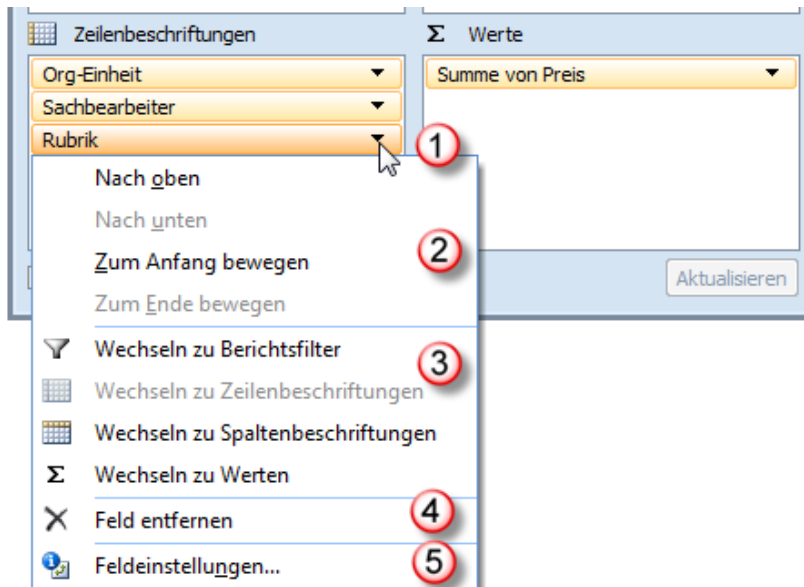 Zeilenbeschriftungen
Σ Werte
Org-Einheit
Summe von Preis
Sachbearbeiter
Rubrik
1
Nach oben
Nach unten
2
Zum Anfang bewegen
Aktualisieren
Zum Ende bewegen
Wechseln zu Berichtsfilter
3
Wechseln zu Zeilenbeschriftungen
Wechseln zu Spaltenbeschriftungen
Σ Wechseln zu Werten
Feld entfernen
4
Feldeinstellungen...
5